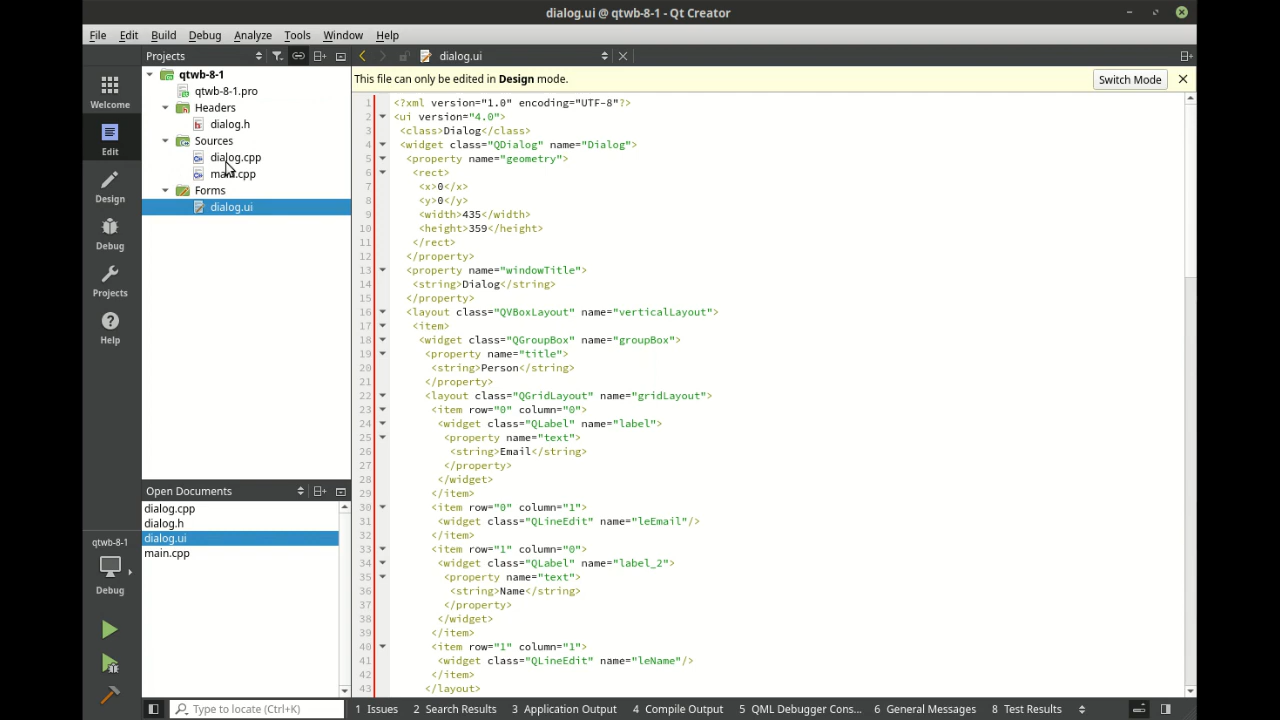 dialog.ui @ qtwb-8-1 - Qt Creator
File Edit Build Debug Analyze Tools Window Help
Projects
dialog.ui
Welcome
Edit
Design
Debug
Projects
Help
qtwb-8-1
Debug
qtwb-8-1
qtwb-8-1.pro
Headers
dialog.h
Sources
dialog.cpp
main.cpp
Forms
dialog.ui
Open Documents
dialog.cpp
dialog.h
dialog.ui
main.cpp
This file can only be edited in Design mode.
Switch Mode
1 <?xml version="1.0" encoding="UTF-8"?>
2 <ui version="4.0">
3 <class>Dialog</class>
4 <widget class="QDialog" name="Dialog">
5 <property name="geometry">
6 <rect>
7 <x>0</x>
8 <y>0</y>
9 <width>435</width>
10 <height>359</height>
11 </rect>
12 </property>
13 <property name="windowTitle">
14 <string>Dialog</string>
15 </property>
16 <layout class="QVBoxLayout" name="verticalLayout">
17 <item>
18 <widget class="QGroupBox" name="groupBox">
19 <property name="title">
20 <string>Person</string>
21 </property>
22 <layout class="QGridLayout" name="gridLayout">
23 <item row="0" column="0">
24 <widget class="QLabel" name="label">
25 <property name="text">
26 <string>Email</string>
27 </property>
28 </widget>
29 </item>
30 <item row="0" column="1">
31 <widget class="QLineEdit" name="leEmail"/>
32 </item>
33 <item row="1" column="0">
34 <widget class="QLabel" name="label_2">
35 <property name="text">
36 <string>Name</string>
37 </property>
38 </widget>
39 </item>
40 <item row="1" column="1">
41 <widget class="QLineEdit" name="leName"/>
42 </item>
43 </layout>
Type to locate (Ctrl+K) 1 Issues 2 Search Results 3 Application Output 4 Compile Output 5 QML Debugger Cons... 6 General Messages 8 Test Results